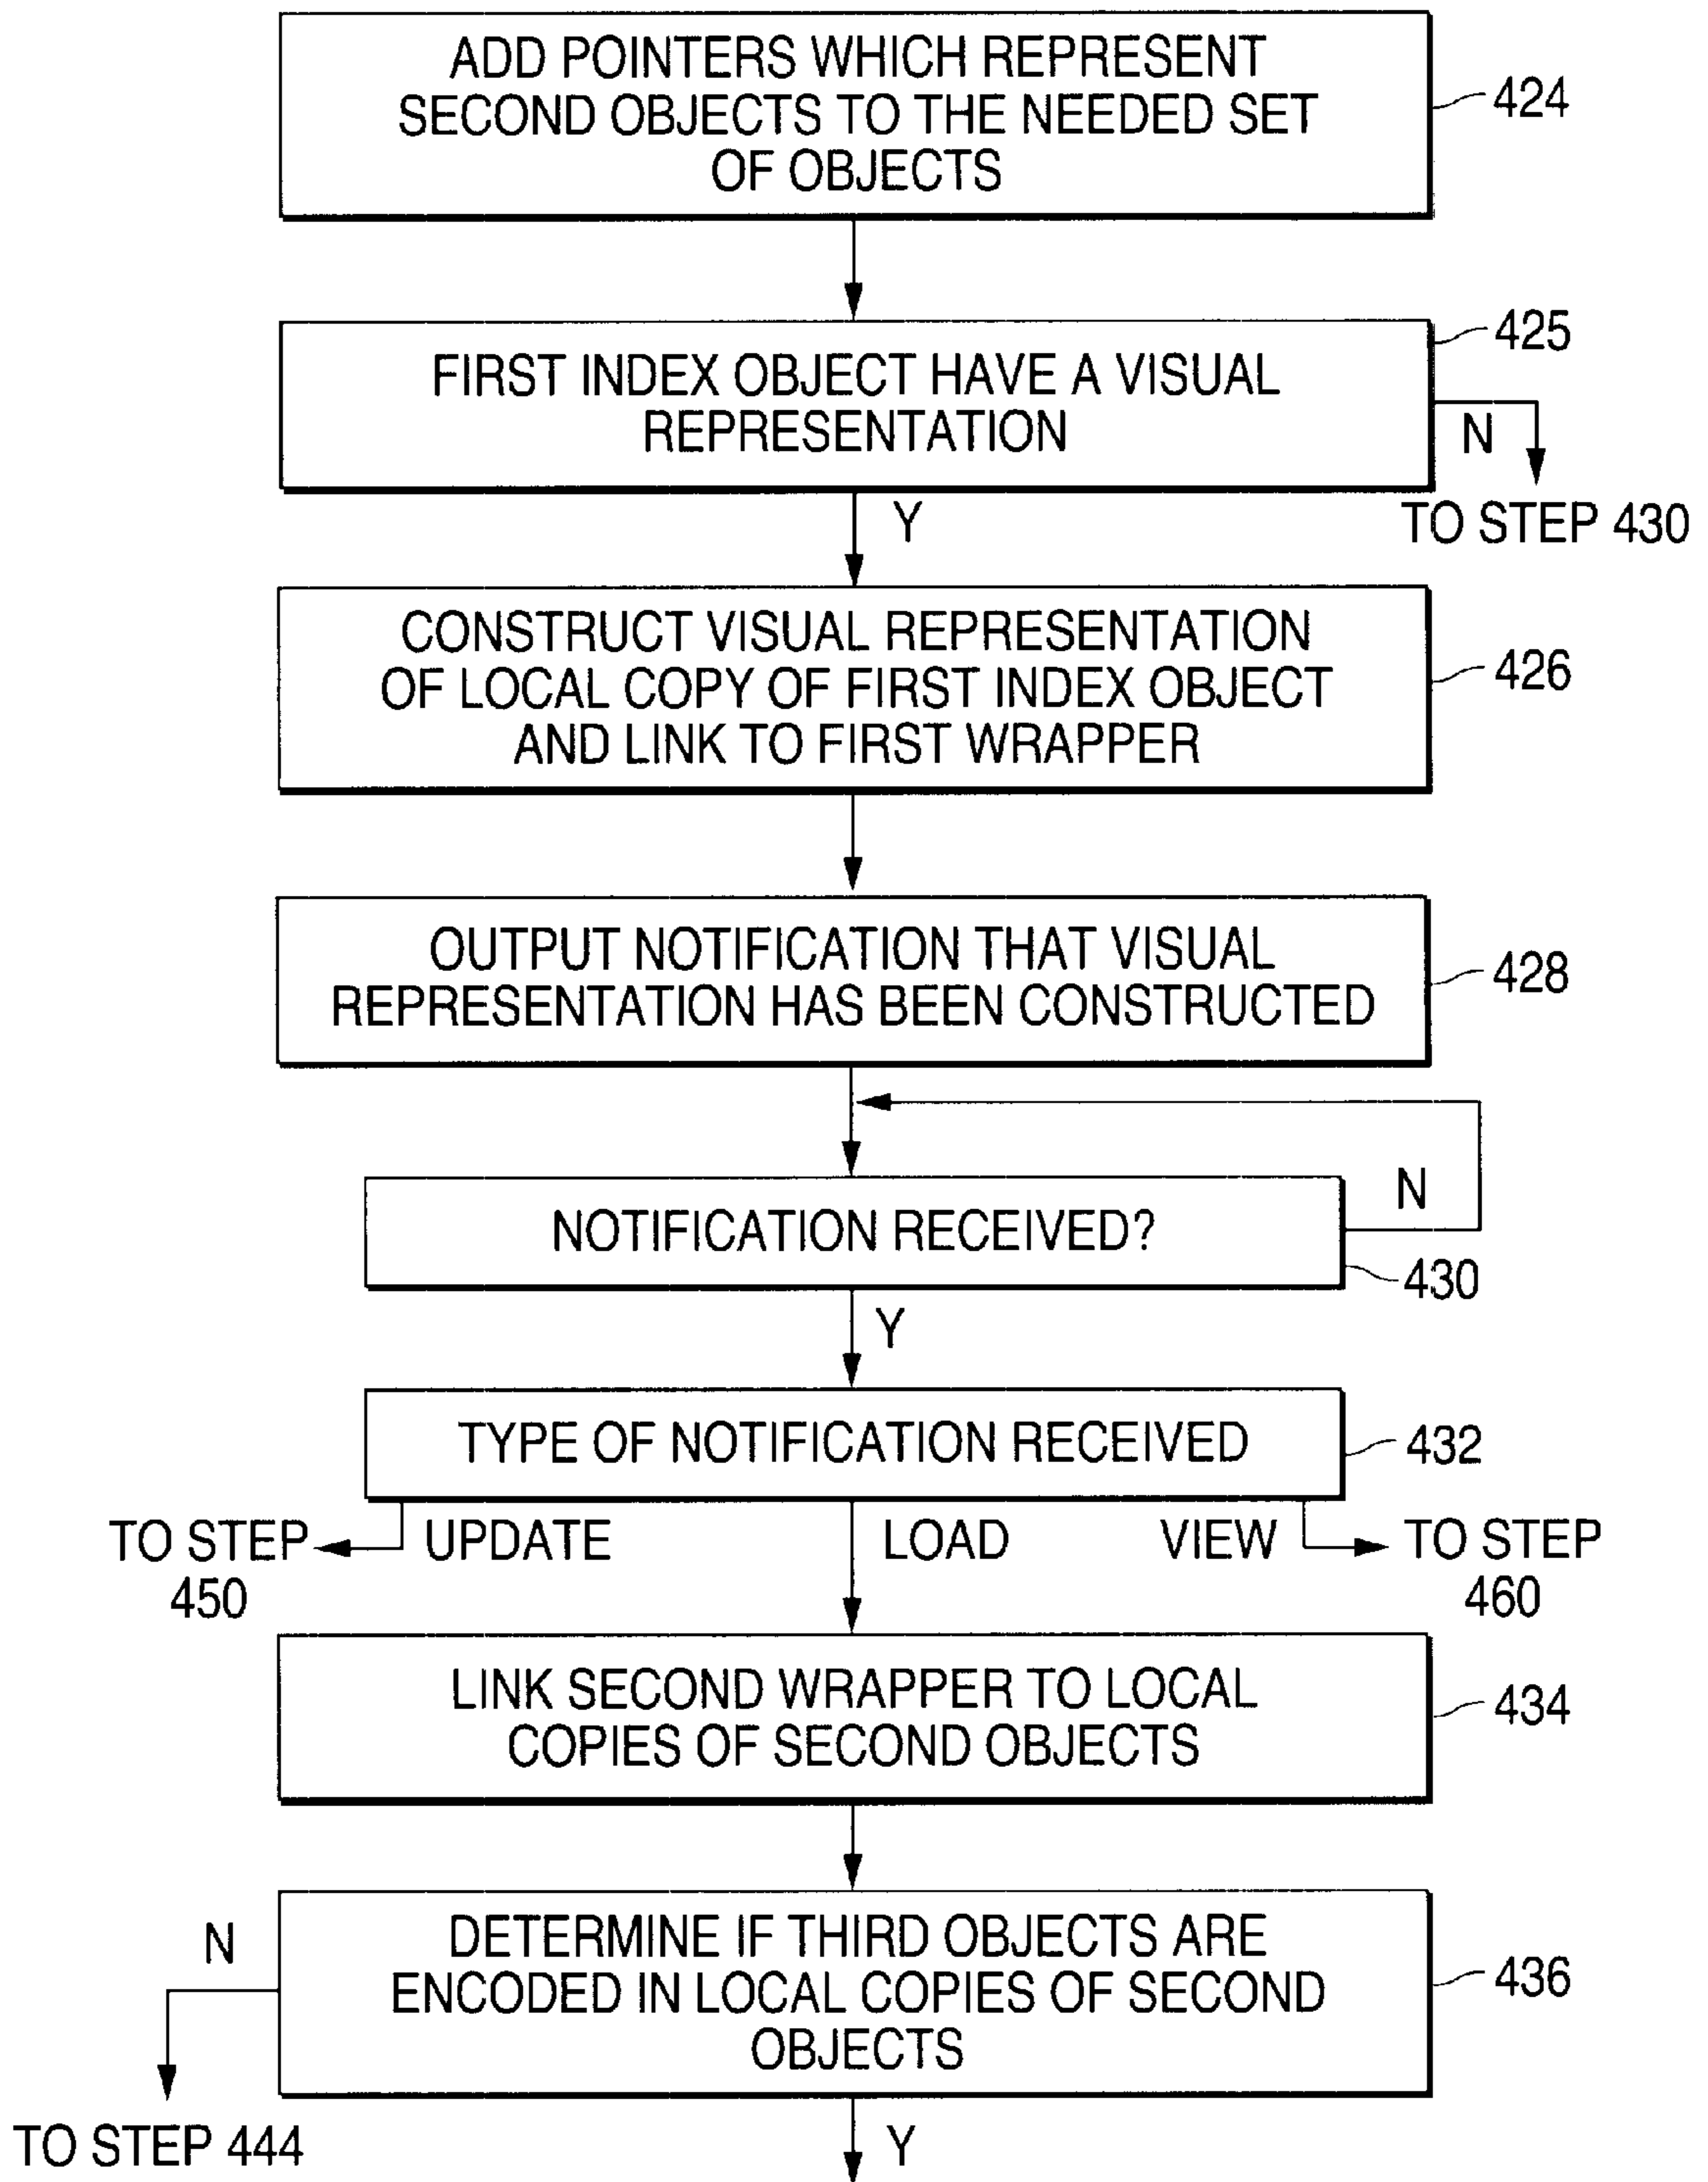 ADD POINTERS WHICH REPRESENT
SECOND OBJECTS TO THE NEEDED SET
OF OBJECTS
424
FIRST INDEX OBJECT HAVE A VISUAL
REPRESENTATION
425
N
TO STEP 430
Y
CONSTRUCT VISUAL REPRESENTATION
OF LOCAL COPY OF FIRST INDEX OBJECT
AND LINK TO FIRST WRAPPER
426
OUTPUT NOTIFICATION THAT VISUAL
REPRESENTATION HAS BEEN CONSTRUCTED
428
NOTIFICATION RECEIVED?
N
430
Y
TYPE OF NOTIFICATION RECEIVED
432
TO STEP
450
UPDATE
LOAD
VIEW
TO STEP
460
LINK SECOND WRAPPER TO LOCAL
COPIES OF SECOND OBJECTS
434
N
DETERMINE IF THIRD OBJECTS ARE
ENCODED IN LOCAL COPIES OF SECOND
OBJECTS
436
TO STEP 444
Y